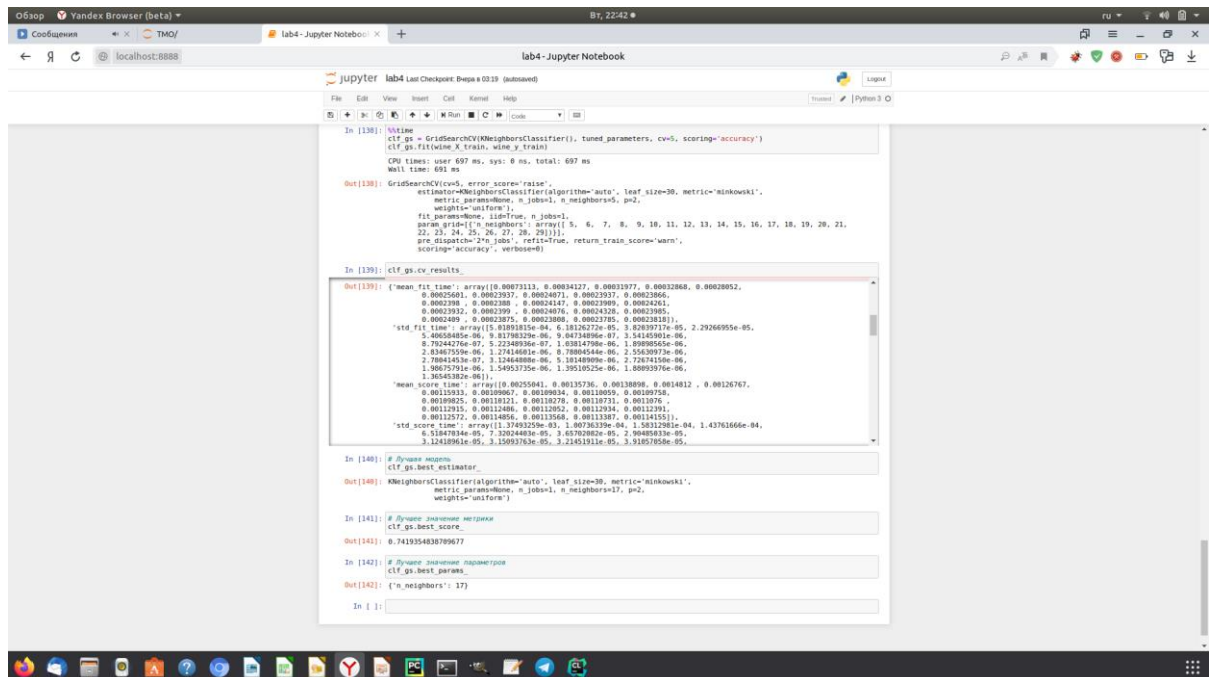 Обзор Yandex Browser (beta) Вт, 22:42 ru
Сообщения TMO/ lab4 - Jupyter Notebook
localhost:8888 lab4 - Jupyter Notebook
jupyter lab4 Last Checkpoint: Вчера в 03:19 (autosaved) Logout
File Edit View Insert Cell Kernel Help Trusted Python 3
Run Code
In [138]: %%time
clf_gs = GridSearchCV(KNeighborsClassifier(), tuned_parameters, cv=5, scoring='accuracy')
clf_gs.fit(wine_X_train, wine_y_train)
CPU times: user 697 ms, sys: 0 ns, total: 697 ms
Wall time: 691 ms
Out[138]: GridSearchCV(cv=5, error_score='raise',
estimator=KNeighborsClassifier(algorithm='auto', leaf_size=30, metric='minkowski',
metric_params=None, n_jobs=1, n_neighbors=5, p=2,
weights='uniform'),
fit_params=None, iid=True, n_jobs=1,
param_grid=[{'n_neighbors': array([ 5, 6, 7, 8, 9, 10, 11, 12, 13, 14, 15, 16, 17, 18, 19, 20, 21,
22, 23, 24, 25, 26, 27, 28, 29])}],
pre_dispatch='2*n_jobs', refit=True, return_train_score='warn',
scoring='accuracy', verbose=0)
In [139]: clf_gs.cv_results_
Out[139]: {'mean_fit_time': array([0.00073113, 0.00034127, 0.00031977, 0.00032868, 0.00028052,
0.00025601, 0.00023937, 0.00024071, 0.00023937, 0.00023866,
0.0002398 , 0.0002388 , 0.00024147, 0.00023909, 0.00024261,
0.00023932, 0.0002399 , 0.00024076, 0.00024328, 0.00023985,
0.0002409 , 0.00023875, 0.00023808, 0.00023785, 0.00023818]),
'std_fit_time': array([5.01891815e-04, 6.18126272e-05, 3.82039717e-05, 2.29266955e-05,
5.40658485e-06, 9.81798329e-06, 9.04734896e-07, 3.54145901e-06,
8.79244276e-07, 5.22348936e-07, 1.03814798e-06, 1.89898565e-06,
2.83467559e-06, 1.27414601e-06, 8.78804544e-06, 2.55630973e-06,
2.78041453e-07, 3.12464808e-06, 5.10148909e-06, 2.72674150e-06,
1.98675791e-06, 1.54953735e-06, 1.39510525e-06, 1.88093976e-06,
1.36545382e-06]),
'mean_score_time': array([0.00255041, 0.00135736, 0.00138898, 0.0014812 , 0.00126767,
0.00115933, 0.00109067, 0.00109034, 0.00110059, 0.00109758,
0.00109825, 0.00110121, 0.00110278, 0.00110731, 0.0011076 ,
0.00112915, 0.00112486, 0.00112052, 0.00112934, 0.00112391,
0.00112572, 0.00114856, 0.00113568, 0.00113387, 0.00114155]),
'std_score_time': array([1.37493259e-03, 1.00736339e-04, 1.58312981e-04, 1.43761666e-04,
6.51847034e-05, 7.32024403e-05, 3.65702082e-05, 2.90485033e-05,
3.12418961e-05, 3.15093763e-05, 3.21451911e-05, 3.91057058e-05,
In [140]: # Лучшая модель
clf_gs.best_estimator_
Out[140]: KNeighborsClassifier(algorithm='auto', leaf_size=30, metric='minkowski',
metric_params=None, n_jobs=1, n_neighbors=17, p=2,
weights='uniform')
In [141]: # Лучшее значение метрики
clf_gs.best_score_
Out[141]: 0.7419354838709677
In [142]: # Лучшее значение параметров
clf_gs.best_params_
Out[142]: {'n_neighbors': 17}
In [ ]: